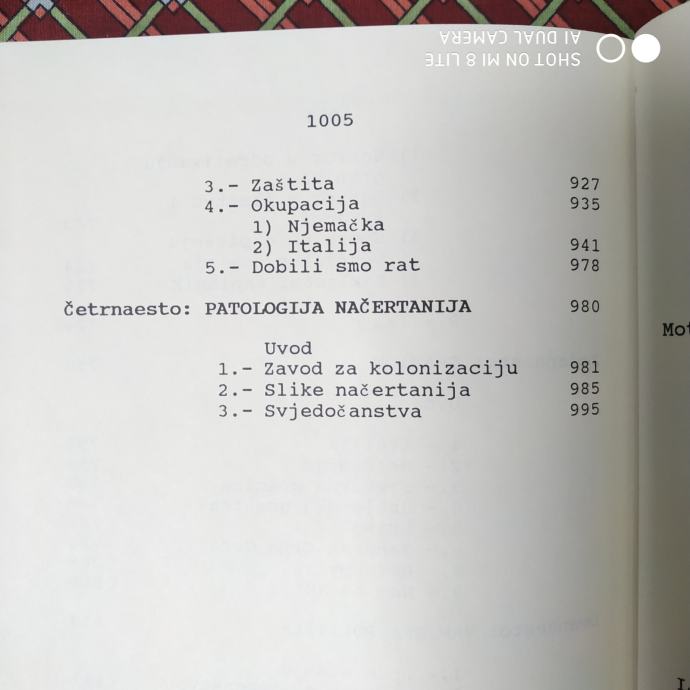 SHOT ON MI 8 LITE
AI DUAL CAMERA
1005
3.- Zaštita 927
4.- Okupacija 935
1) Njemačka
2) Italija 941
5.- Dobili smo rat 978
četrnaesto: PATOLOGIJA NAČERTANIJA 980
Uvod
1.- Zavod za kolonizaciju 981
2.- Slike načertanija 985
3.- Svjedočanstva 995